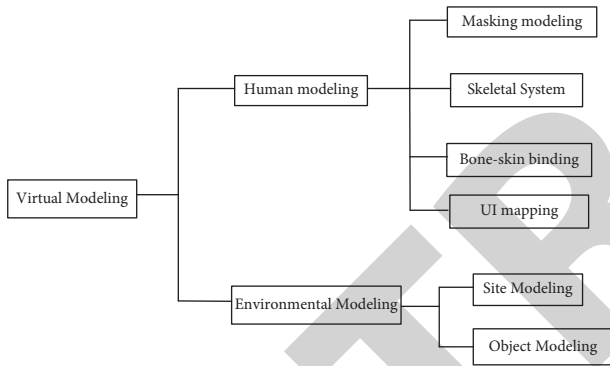 Masking modeling
Human modeling
Skeletal System
Bone-skin binding
Virtual Modeling
UI mapping
Site Modeling
Environmental Modeling
Object Modeling